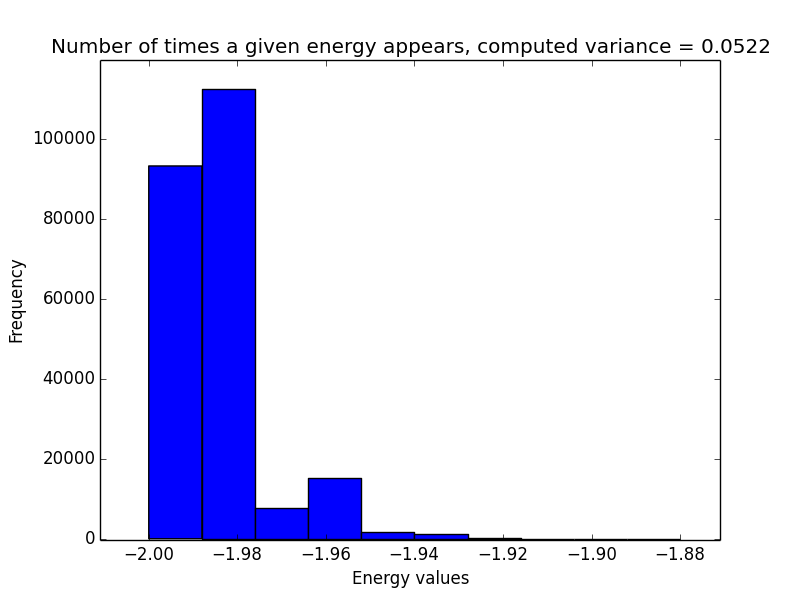 Number of times a given energy appears, computed variance = 0.0522
100000
80000
60000
40000
20000
0
Frequency
−2.00 −1.98 −1.96 −1.94 −1.92 −1.90 −1.88
Energy values